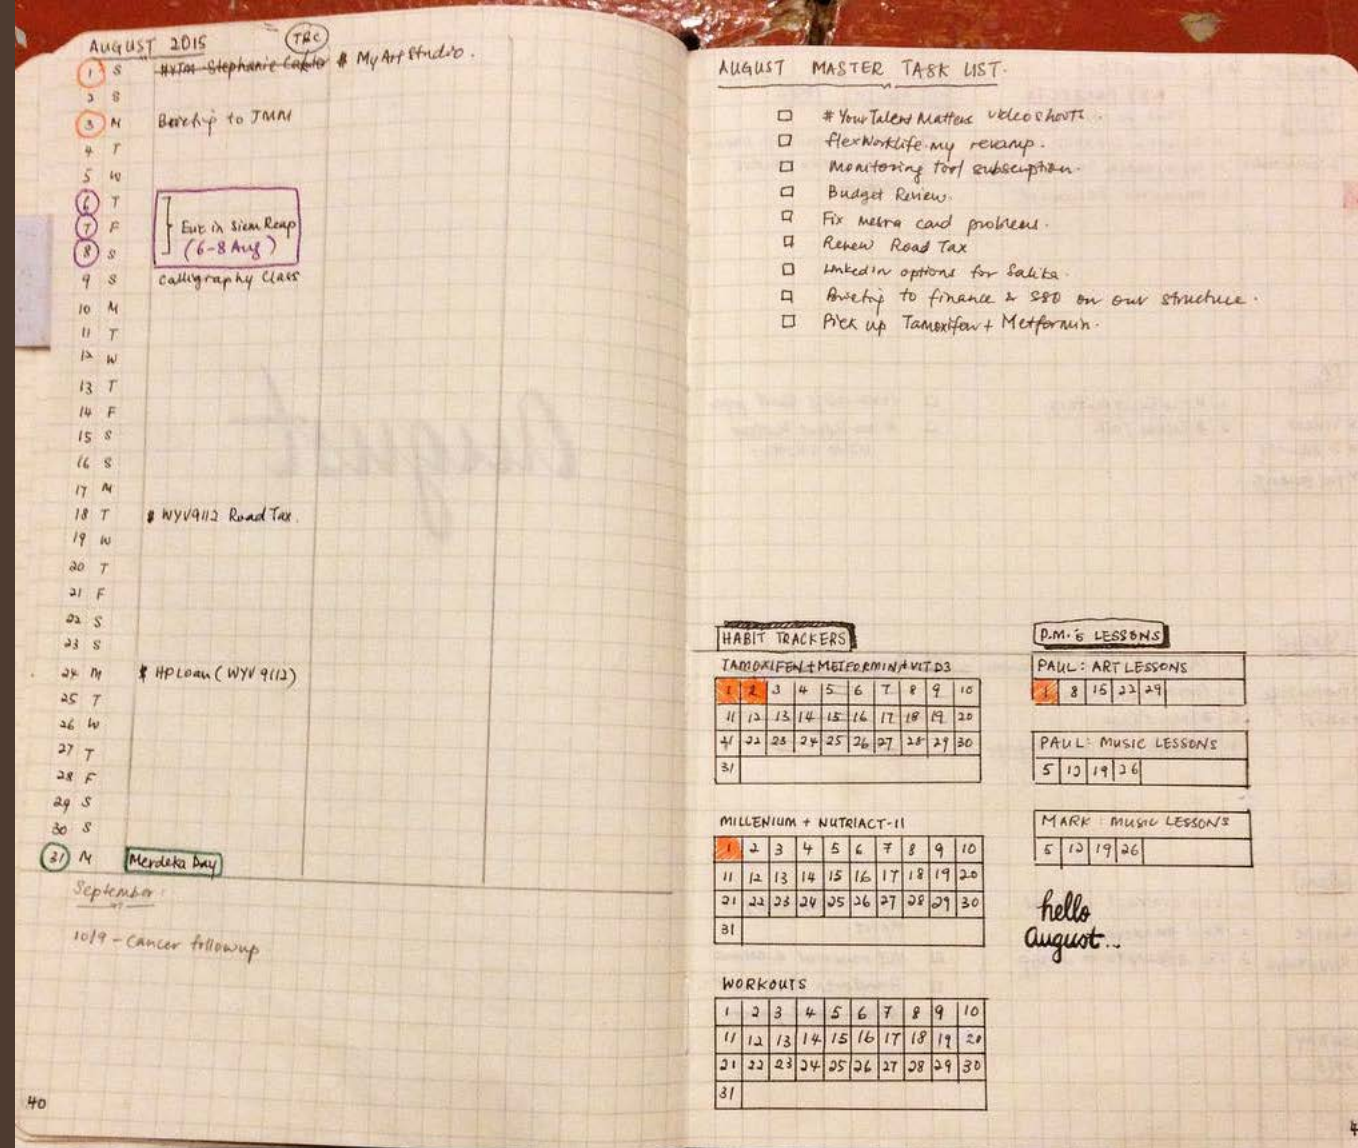 AUGUST 2015
TBC
1 S #YTM Stephanie $ MyArtStudio.
2 S
3 M to JMM
4 T
5 W
6 T
7 F in Siem Reap
8 S (6-8 Aug)
9 S Calligraphy Class
10 M
11 T
12 W
13 T
14 F
15 S
16 S
17 M
18 T $ WYV9112 Road Tax.
19 W
20 T
21 F
22 S
23 S
24 M $ HP Loan (WYV 9112)
25 T
26 W
27 T
28 F
29 S
30 S
31 M Merdeka Day
September:
10/9 - Cancer followup
40
AUGUST MASTER TASK LIST.
# YourTalentMatters videoshoots.
flexWorklife.my revamp.
Monitoring tool subscription.
Budget Review.
Fix mesra card problems.
Renew Road Tax
LinkedIn options for Salika.
Briefing to finance & SSO on our structure.
Pick up Tamoxifen + Metformin.
HABIT TRACKERS
TAMOXIFEN + METFORMIN + VIT D3
1 2 3 4 5 6 7 8 9 10
11 12 13 14 15 16 17 18 19 20
21 22 23 24 25 26 27 28 29 30
31
MILLENIUM + NUTRIACT-11
1 2 3 4 5 6 7 8 9 10
11 12 13 14 15 16 17 18 19 20
21 22 23 24 25 26 27 28 29 30
31
WORKOUTS
1 2 3 4 5 6 7 8 9 10
11 12 13 14 15 16 17 18 19 20
21 22 23 24 25 26 27 28 29 30
31
D.M.'s LESSONS
PAUL: ART LESSONS
1 8 15 22 29
PAUL: MUSIC LESSONS
5 12 19 26
MARK: MUSIC LESSONS
5 12 19 26
hello
August...
4